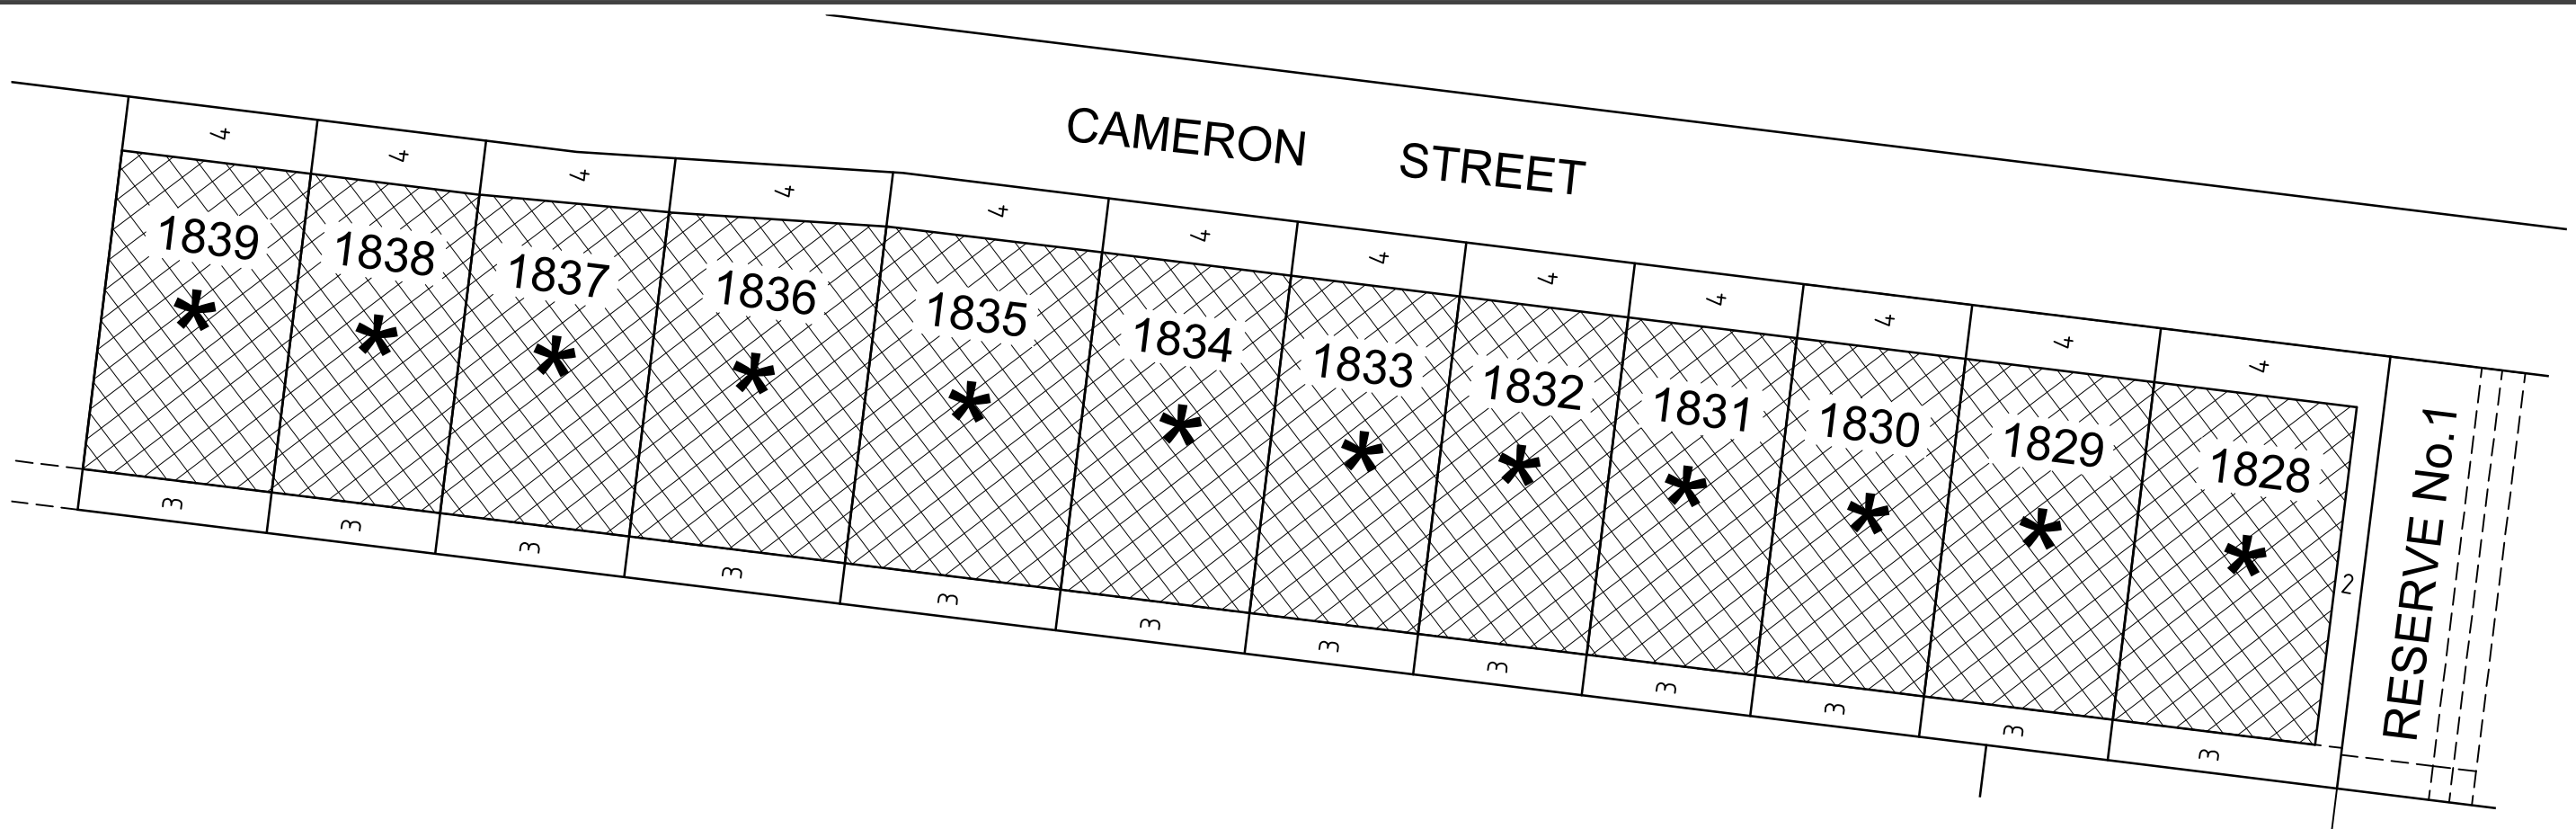 CAMERON STREET
4 4 4 4 4 4 4 4 4 4 4 4
1839 1838 1837 1836 1835 1834 1833 1832 1831 1830 1829 1828
* * * * * * * * * * * *
2
RESERVE No.1
3 3 3 3 3 3 3 3 3 3 3 3